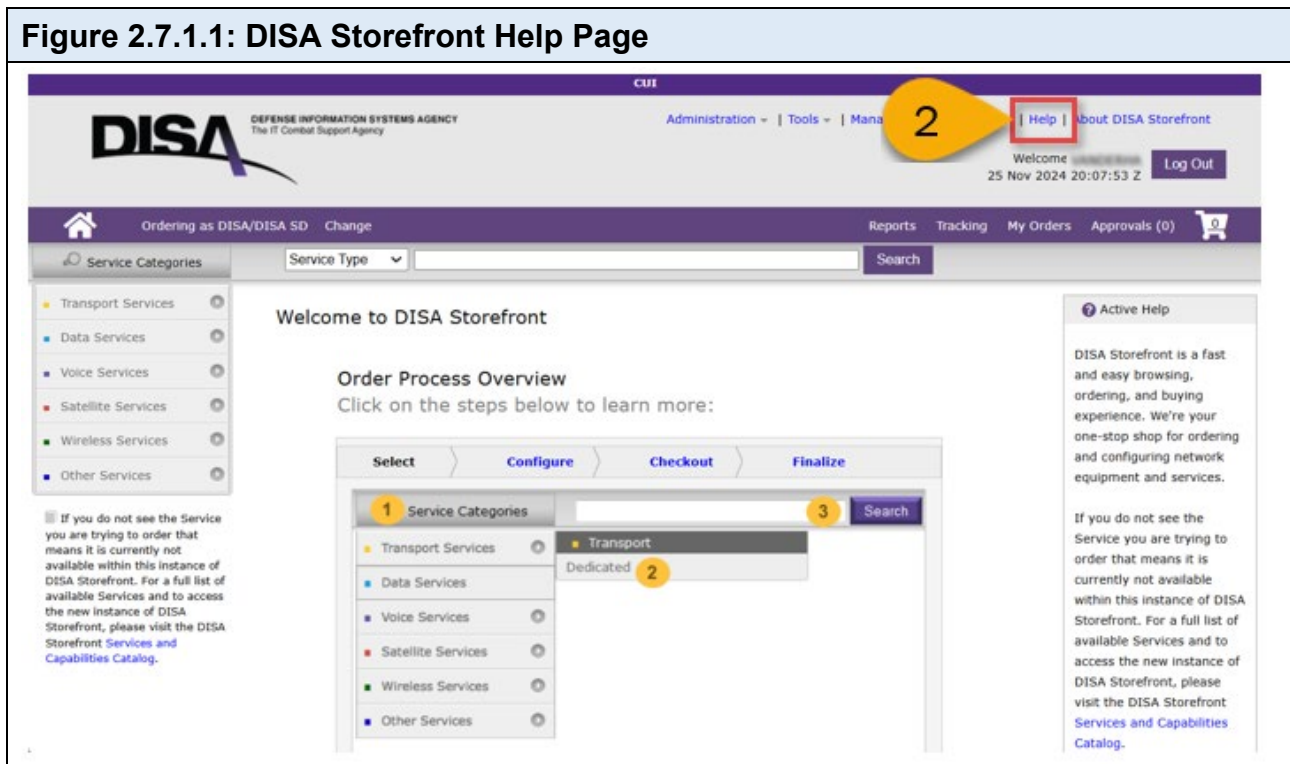 Figure 2.7.1.1: DISA Storefront Help Page
CUI
DISA
DEFENSE INFORMATION SYSTEMS AGENCY
The IT Combat Support Agency
Administration | Tools | Mana
2
| Help | About DISA Storefront
Welcome
25 Nov 2024 20:07:53 Z
Log Out
Ordering as DISA/DISA SD Change
Reports Tracking My Orders Approvals (0) 0
Service Categories
Service Type
Search
Transport Services
Data Services
Voice Services
Satellite Services
Wireless Services
Other Services
If you do not see the Service
you are trying to order that
means it is currently not
available within this instance of
DISA Storefront. For a full list of
available Services and to access
the new instance of DISA
Storefront, please visit the DISA
Storefront Services and
Capabilities Catalog.
Welcome to DISA Storefront
Order Process Overview
Click on the steps below to learn more:
Select Configure Checkout Finalize
1 Service Categories
3 Search
Transport Services
Transport
Dedicated 2
Data Services
Voice Services
Satellite Services
Wireless Services
Other Services
? Active Help
DISA Storefront is a fast
and easy browsing,
ordering, and buying
experience. We're your
one-stop shop for ordering
and configuring network
equipment and services.
If you do not see the
Service you are trying to
order that means it is
currently not available
within this instance of DISA
Storefront. For a full list of
available Services and to
access the new instance of
DISA Storefront, please
visit the DISA Storefront
Services and Capabilities
Catalog.